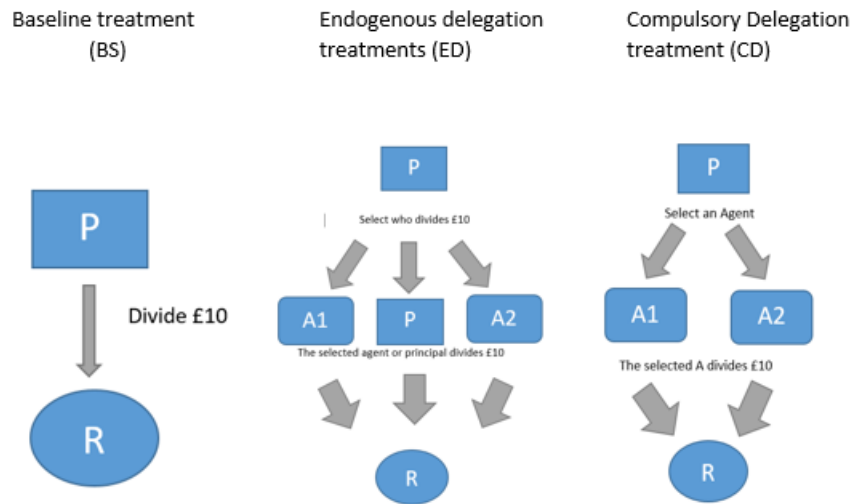 Baseline treatment
(BS)
P
Divide £10
R
Endogenous delegation
treatments (ED)
P
Select who divides £10
A1
P
A2
The selected agent or principal divides £10
R
Compulsory Delegation
treatment (CD)
P
Select an Agent
A1
A2
The selected A divides £10
R